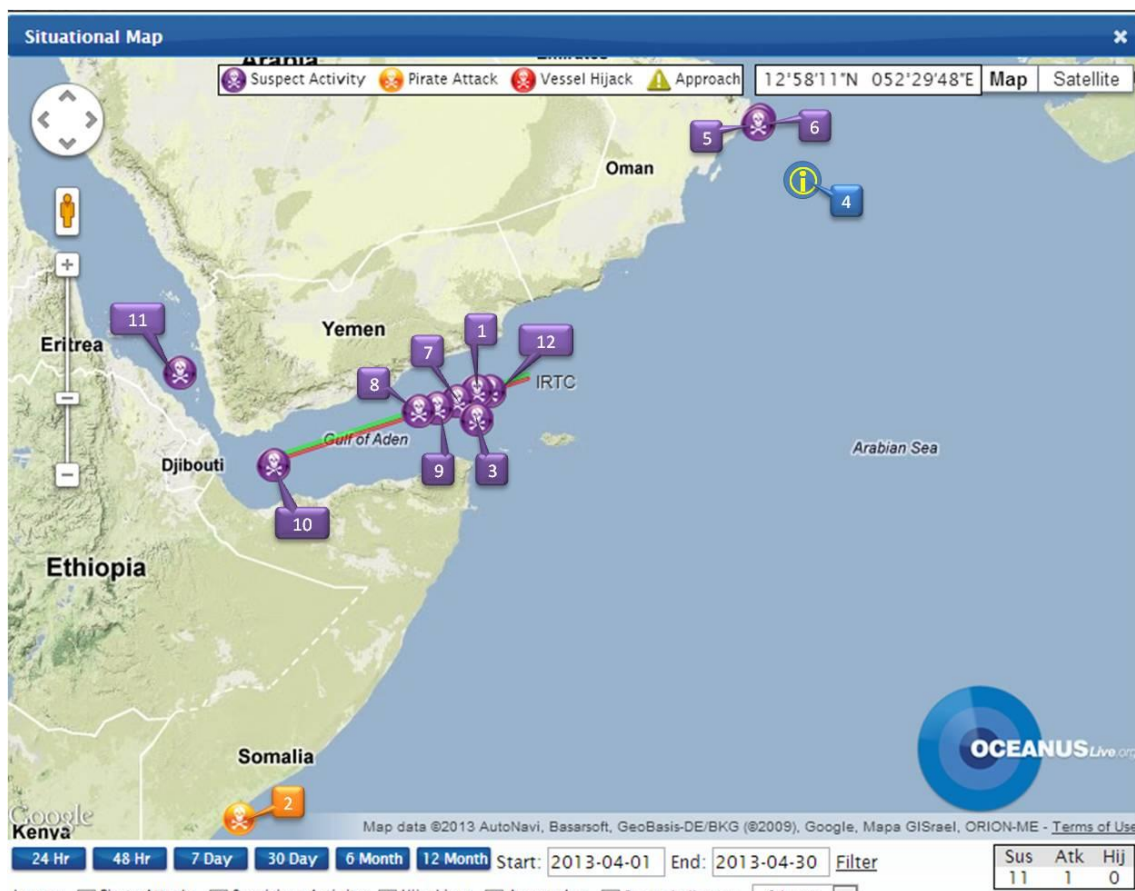 Situational Map
Arabia
Emirates
Suspect Activity Pirate Attack Vessel Hijack Approach
12°58'11"N 052°29'48"E Map Satellite
5
6
Oman
4
11
Yemen
1
12
Eritrea
7
8
IRTC
Gulf of Aden
Arabian Sea
Djibouti
9
3
10
Ethiopia
Somalia
OCEANUSLive.org
2
Google
Kenya
Map data ©2013 AutoNavi, Basarsoft, GeoBasis-DE/BKG (©2009), Google, Mapa GISrael, ORION-ME - Terms of Use
24 Hr 48 Hr 7 Day 30 Day 6 Month 12 Month Start: 2013-04-01 End: 2013-04-30 Filter
Sus Atk Hij
11 1 0